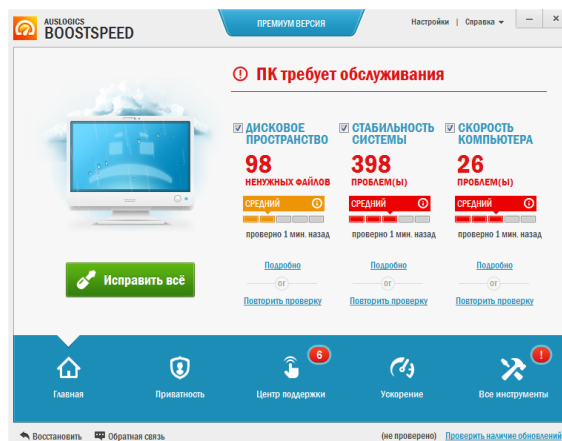 AUSLOGICS
BOOSTSPEED
ПРЕМИУМ ВЕРСИЯ
Настройки | Справка
ПК требует обслуживания
ДИСКОВОЕ ПРОСТРАНСТВО
98
НЕНУЖНЫХ ФАЙЛОВ
СРЕДНИЙ
проверно 1 мин. назад
Подробно
or
Повторить проверку
СТАБИЛЬНОСТЬ СИСТЕМЫ
398
ПРОБЛЕМ(Ы)
СРЕДНИЙ
проверно 1 мин. назад
Подробно
or
Повторить проверку
СКОРОСТЬ КОМПЬЮТЕРА
26
ПРОБЛЕМ(Ы)
СРЕДНИЙ
проверно 1 мин. назад
Подробно
or
Повторить проверку
Исправить всё
Главная
Приватность
6
Центр поддержки
Ускорение
!
Все инструменты
Восстановить
Обратная связь
(не проверено) Проверить наличие обновлений